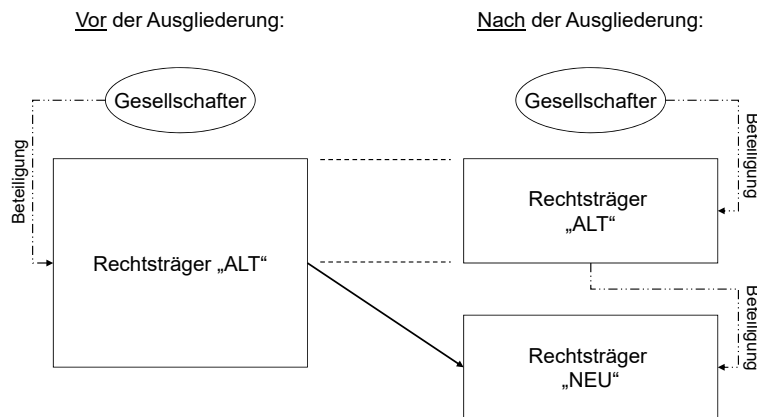 Vor der Ausgliederung:
Gesellschafter
Beteiligung
Rechtsträger „ALT“
Nach der Ausgliederung:
Gesellschafter
Beteiligung
Rechtsträger
„ALT“
Beteiligung
Rechtsträger
„NEU“